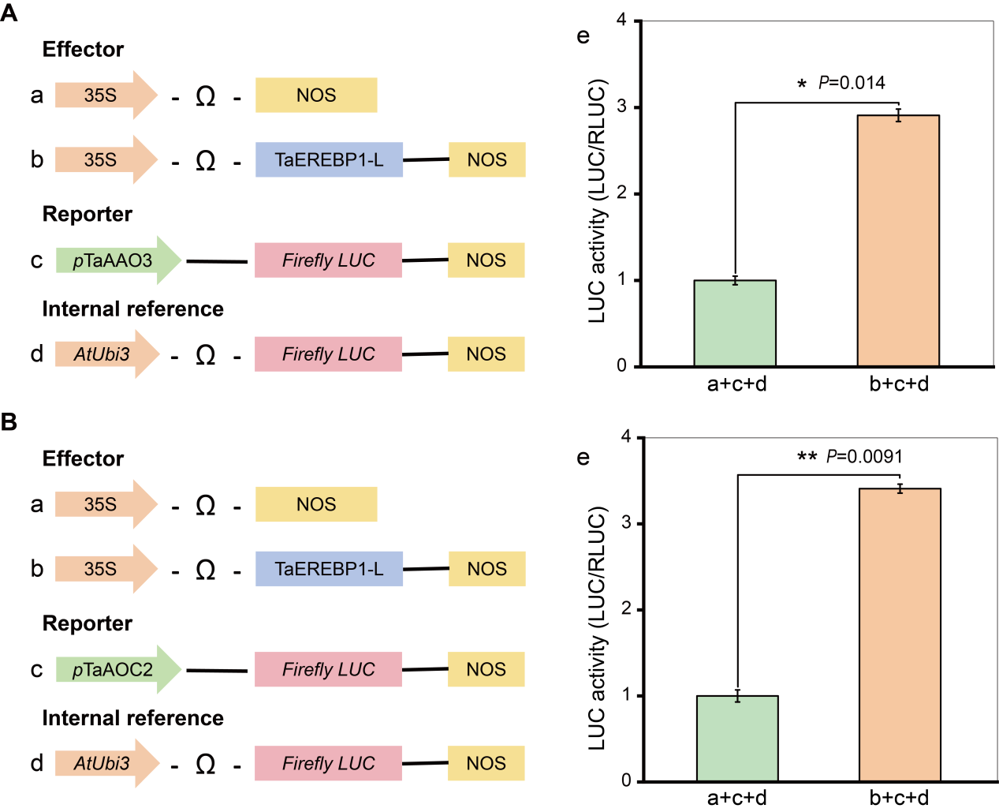 A
Effector
a 35S - Ω - NOS
b 35S - Ω - TaEREBP1-L NOS
Reporter
c pTaAAO3 Firefly LUC NOS
Internal reference
d AtUbi3 - Ω - Firefly LUC NOS
e
LUC activity (LUC/RLUC)
4
3
2
1
0
* P=0.014
a+c+d b+c+d
B
Effector
a 35S - Ω - NOS
b 35S - Ω - TaEREBP1-L NOS
Reporter
c pTaAOC2 Firefly LUC NOS
Internal reference
d AtUbi3 - Ω - Firefly LUC NOS
e
LUC activity (LUC/RLUC)
4
3
2
1
0
** P=0.0091
a+c+d b+c+d